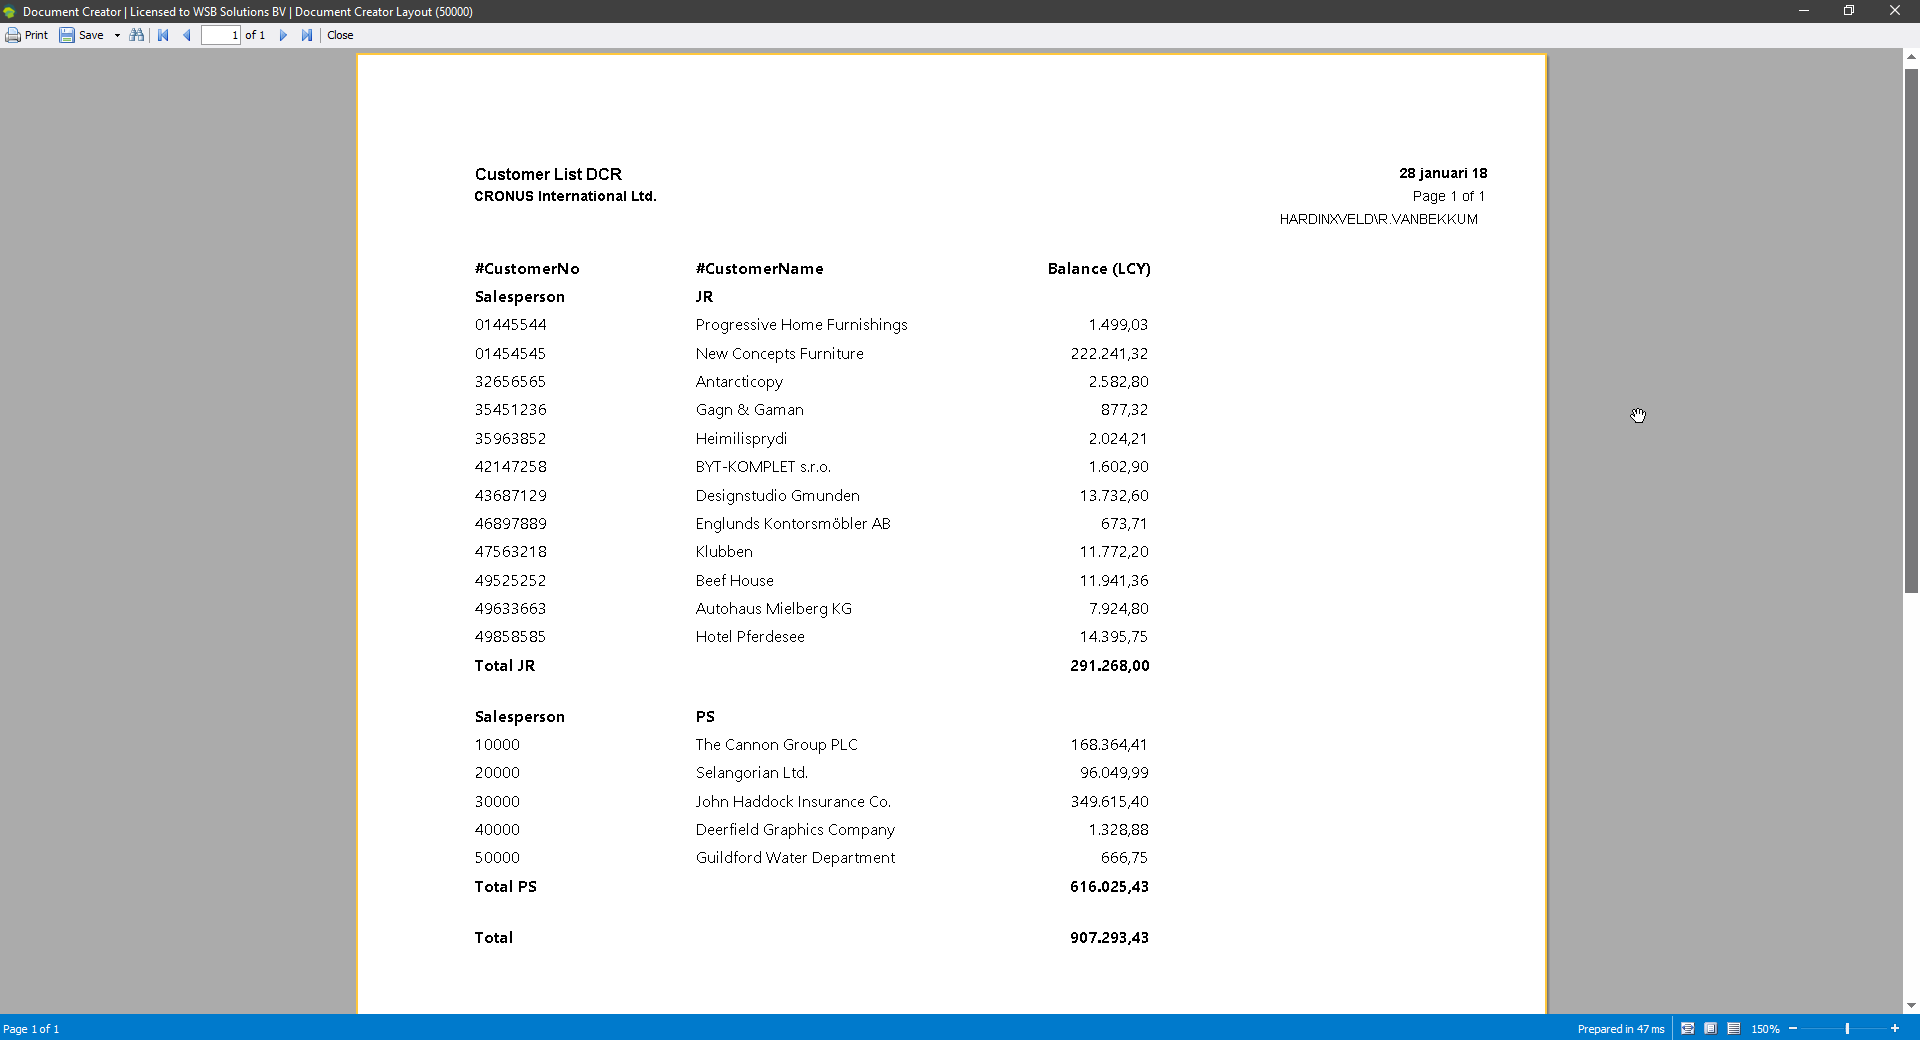 Document Creator | Licensed to WSB Solutions BV | Document Creator Layout (50000)
Print Save 1 of 1 Close
Customer List DCR 28 januari 18
CRONUS International Ltd. Page 1 of 1
HARDINXVELD\R.VANBEKKUM
#CustomerNo #CustomerName Balance (LCY)
Salesperson JR
01445544 Progressive Home Furnishings 1.499,03
01454545 New Concepts Furniture 222.241,32
32656565 Antarcticopy 2.582,80
35451236 Gagn & Gaman 877,32
35963852 Heimilisprydi 2.024,21
42147258 BYT-KOMPLET s.r.o. 1.602,90
43687129 Designstudio Gmunden 13.732,60
46897889 Englunds Kontorsmöbler AB 673,71
47563218 Klubben 11.772,20
49525252 Beef House 11.941,36
49633663 Autohaus Mielberg KG 7.924,80
49858585 Hotel Pferdesee 14.395,75
Total JR 291.268,00
Salesperson PS
10000 The Cannon Group PLC 168.364,41
20000 Selangorian Ltd. 96.049,99
30000 John Haddock Insurance Co. 349.615,40
40000 Deerfield Graphics Company 1.328,88
50000 Guildford Water Department 666,75
Total PS 616.025,43
Total 907.293,43
Page 1 of 1 Prepared in 47 ms 150%